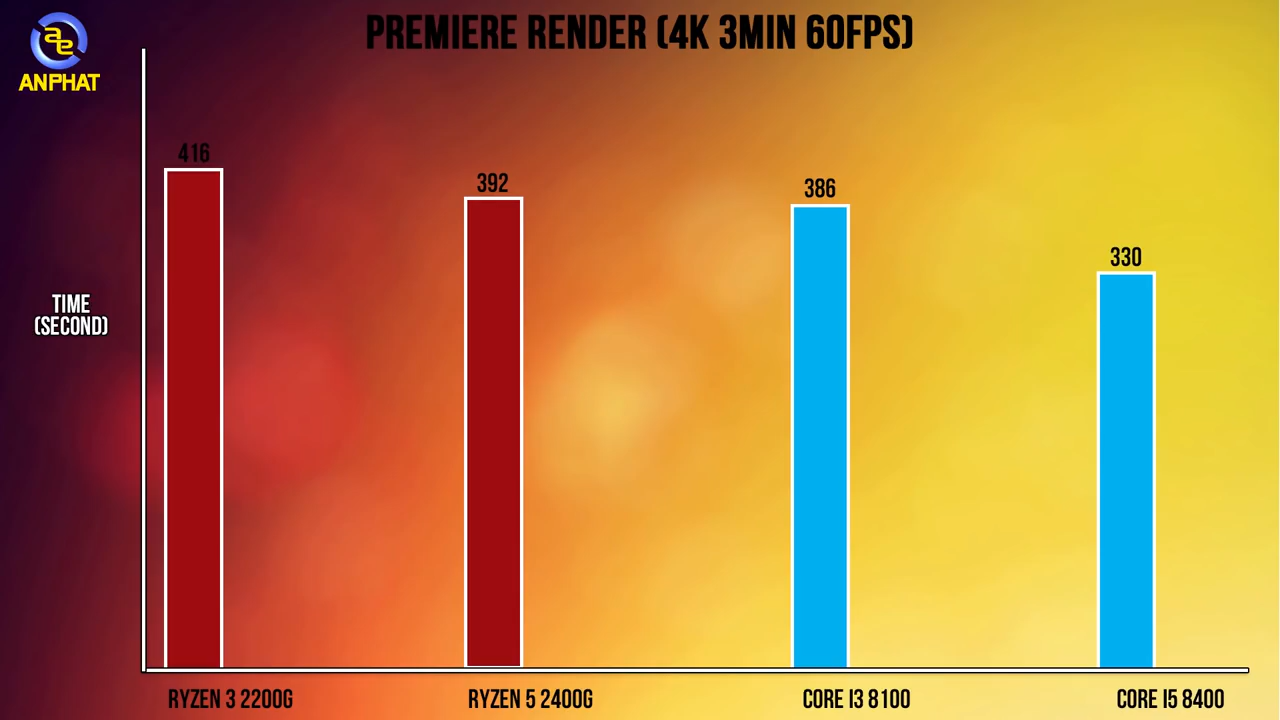 ae
ANPHAT
PREMIERE RENDER (4K 3MIN 60FPS)
416
392
386
330
TIME
(SECOND)
RYZEN 3 2200G
RYZEN 5 2400G
CORE I3 8100
CORE I5 8400